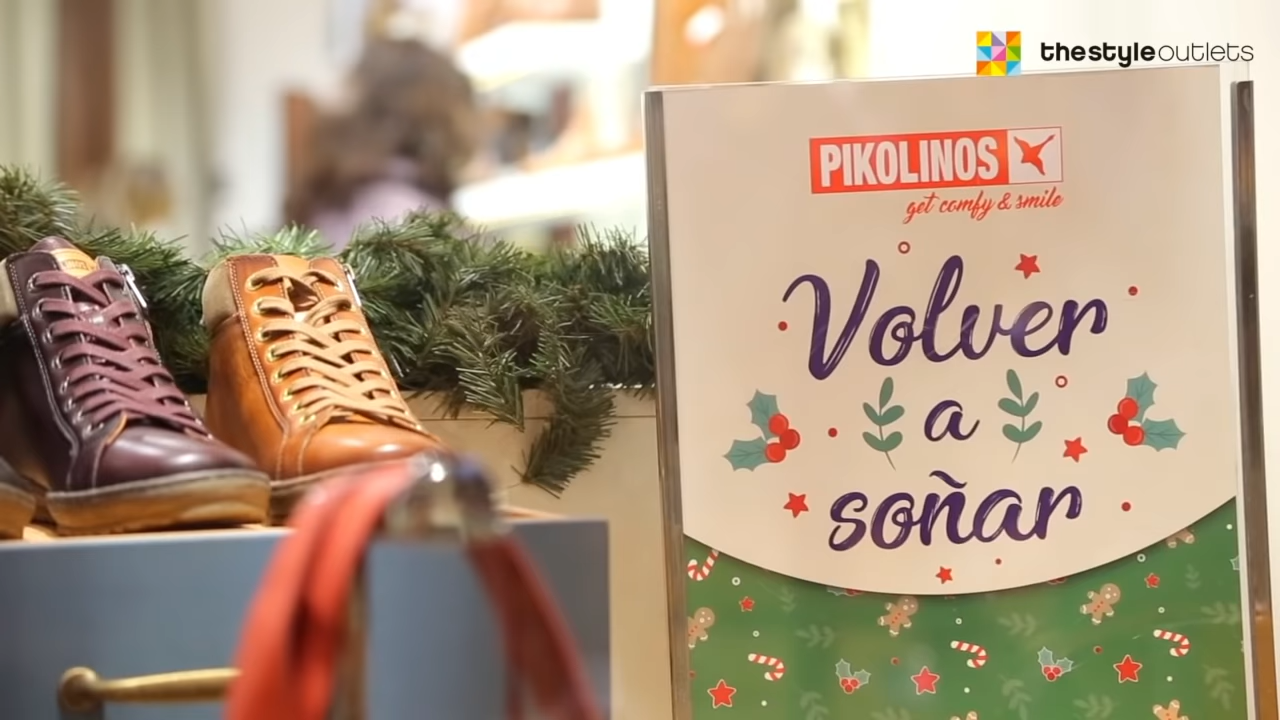 thestyleoutlets
PIKOLINOS
get comfy & smile
Volver
a
soñar